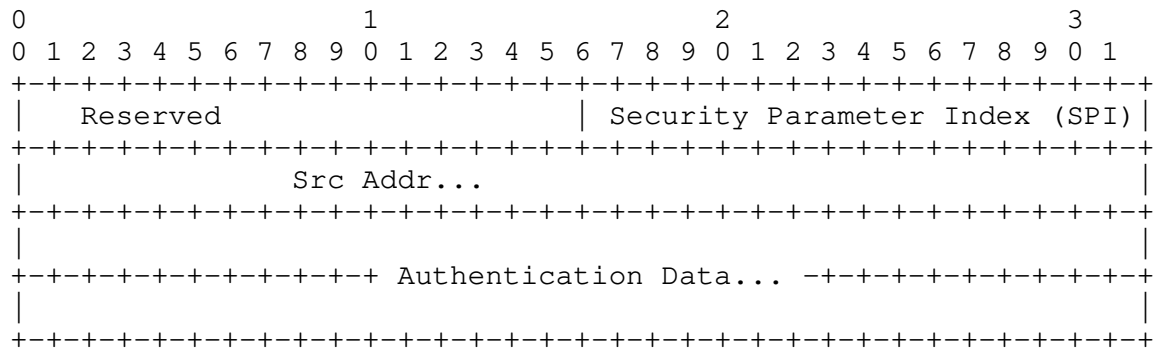 0                   1                   2                   3
0 1 2 3 4 5 6 7 8 9 0 1 2 3 4 5 6 7 8 9 0 1 2 3 4 5 6 7 8 9 0 1
+-+-+-+-+-+-+-+-+-+-+-+-+-+-+-+-+-+-+-+-+-+-+-+-+-+-+-+-+-+-+-+-+
|   Reserved                    | Security Parameter Index (SPI)|
+-+-+-+-+-+-+-+-+-+-+-+-+-+-+-+-+-+-+-+-+-+-+-+-+-+-+-+-+-+-+-+-+
|               Src Addr...                                     |
+-+-+-+-+-+-+-+-+-+-+-+-+-+-+-+-+-+-+-+-+-+-+-+-+-+-+-+-+-+-+-+-+
|                                                               |
+-+-+-+-+-+-+-+-+-+-+ Authentication Data... -+-+-+-+-+-+-+-+-+-+
|                                                               |
+-+-+-+-+-+-+-+-+-+-+-+-+-+-+-+-+-+-+-+-+-+-+-+-+-+-+-+-+-+-+-+-+